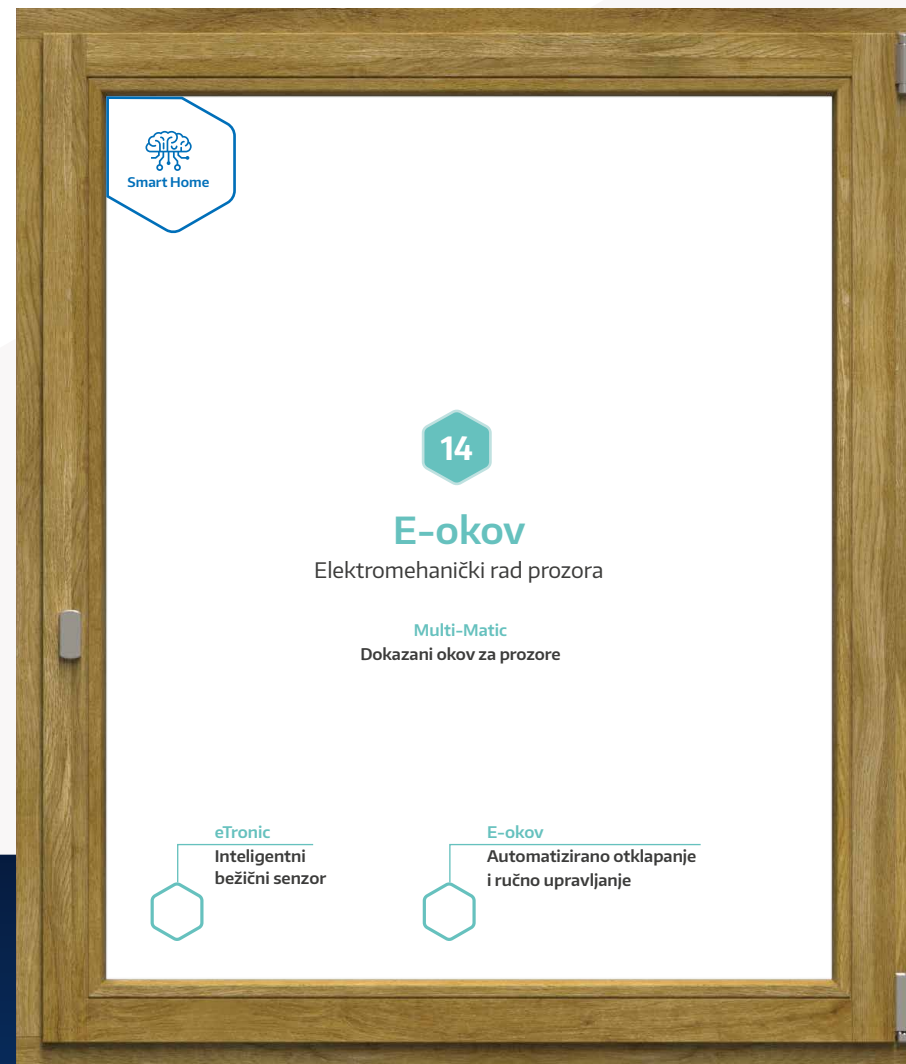 Smart Home
14
E-okov
Elektromehanički rad prozora
Multi-Matic
Dokazani okov za prozore
eTronic
Inteligentni
bežični senzor
E-okov
Automatizirano otklapanje
i ručno upravljanje